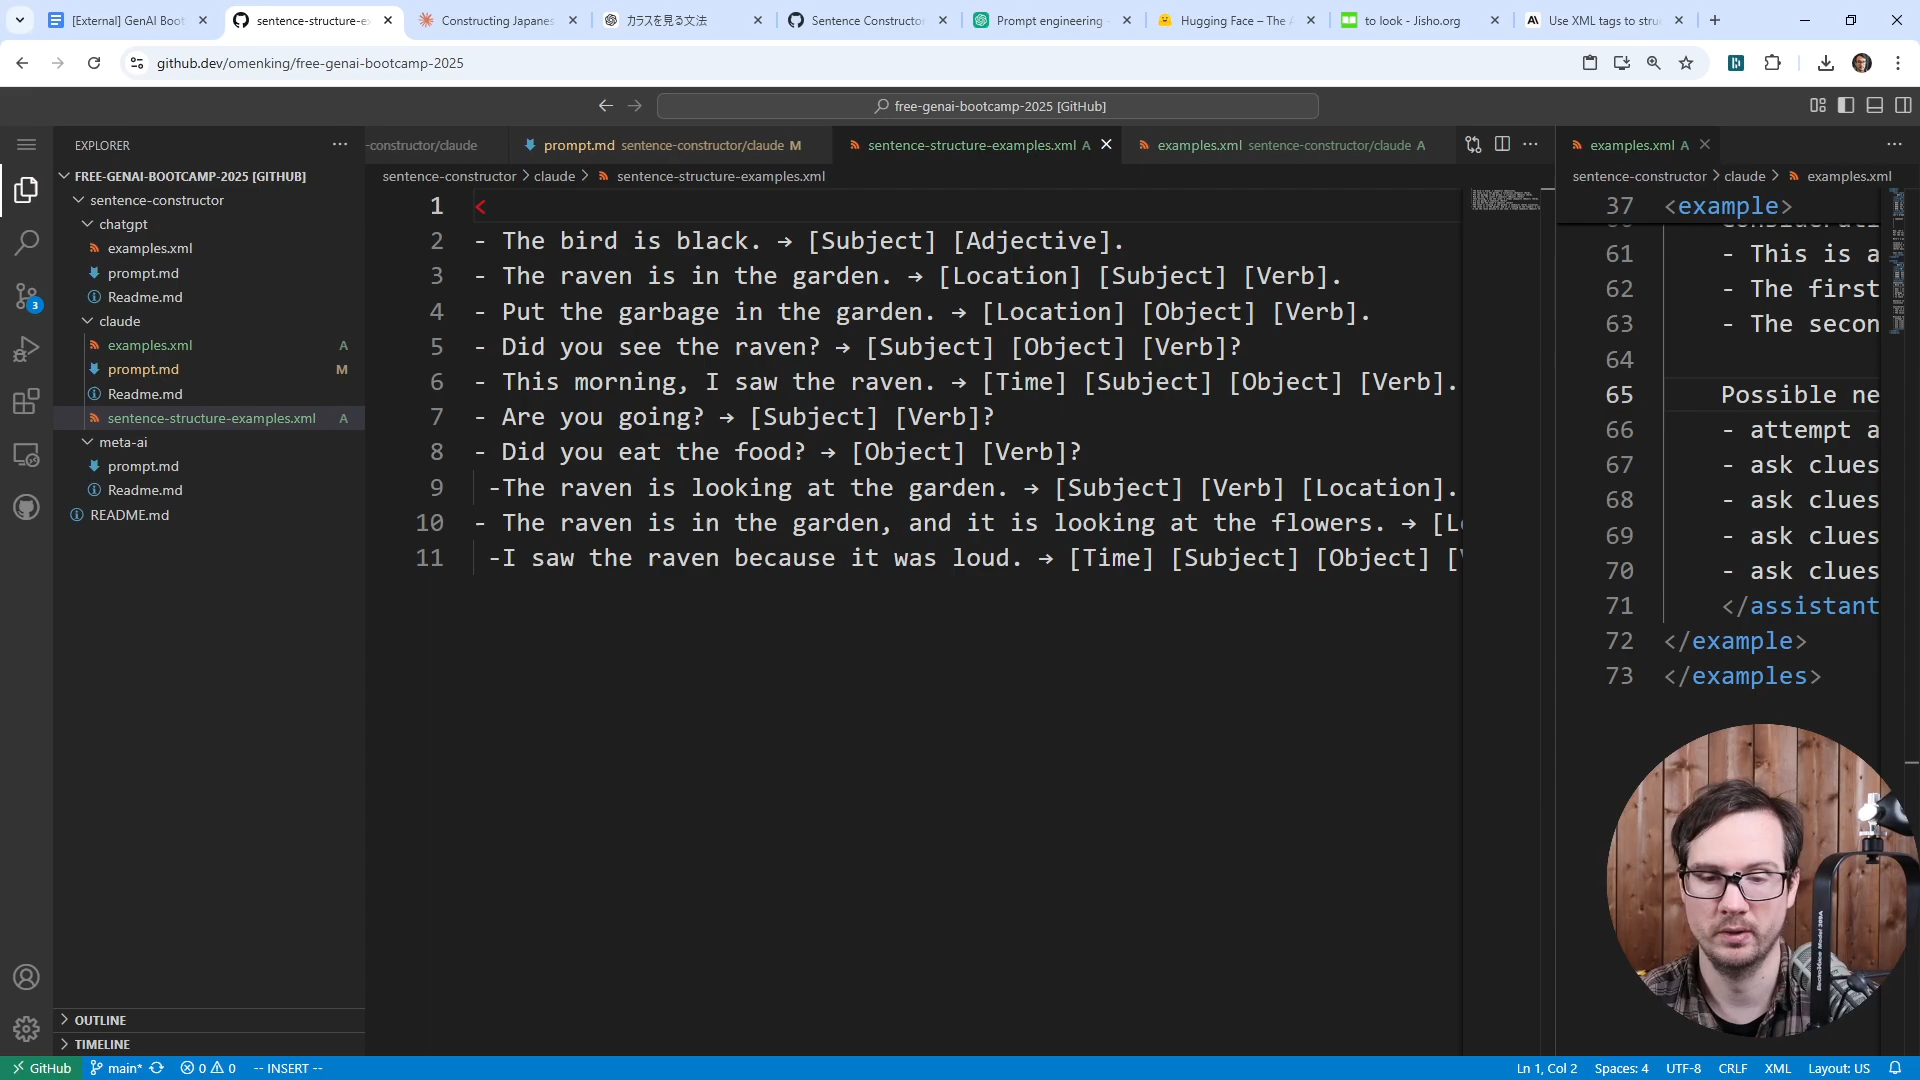 [External] GenAI Boot
sentence-structure-e
Constructing Japanes
カラスを見る文法
Sentence Constructor
Prompt engineering
Hugging Face – The
to look - Jisho.org
Use XML tags to stru
github.dev/omenking/free-genai-bootcamp-2025
free-genai-bootcamp-2025 [GitHub]
EXPLORER
FREE-GENAI-BOOTCAMP-2025 [GITHUB]
sentence-constructor
chatgpt
examples.xml
prompt.md
Readme.md
claude
examples.xml A
prompt.md M
Readme.md
sentence-structure-examples.xml A
meta-ai
prompt.md
Readme.md
README.md
OUTLINE
TIMELINE
3
-constructor/claude
prompt.md sentence-constructor/claude M
sentence-structure-examples.xml A
examples.xml sentence-constructor/claude A
sentence-constructor > claude > sentence-structure-examples.xml
1 <
2 - The bird is black. → [Subject] [Adjective].
3 - The raven is in the garden. → [Location] [Subject] [Verb].
4 - Put the garbage in the garden. → [Location] [Object] [Verb].
5 - Did you see the raven? → [Subject] [Object] [Verb]?
6 - This morning, I saw the raven. → [Time] [Subject] [Object] [Verb].
7 - Are you going? → [Subject] [Verb]?
8 - Did you eat the food? → [Object] [Verb]?
9 -The raven is looking at the garden. → [Subject] [Verb] [Location].
10 - The raven is in the garden, and it is looking at the flowers. → [L
11 -I saw the raven because it was loud. → [Time] [Subject] [Object] [
examples.xml A
sentence-constructor > claude > examples.xml
37 <example>
61 - This is a
62 - The first
63 - The secon
64
65 Possible ne
66 - attempt a
67 - ask clues
68 - ask clues
69 - ask clues
70 - ask clues
71 </assistant
72 </example>
73 </examples>
GitHub
main*
0 0
-- INSERT --
Ln 1, Col 2
Spaces: 4
UTF-8
CRLF
XML
Layout: US